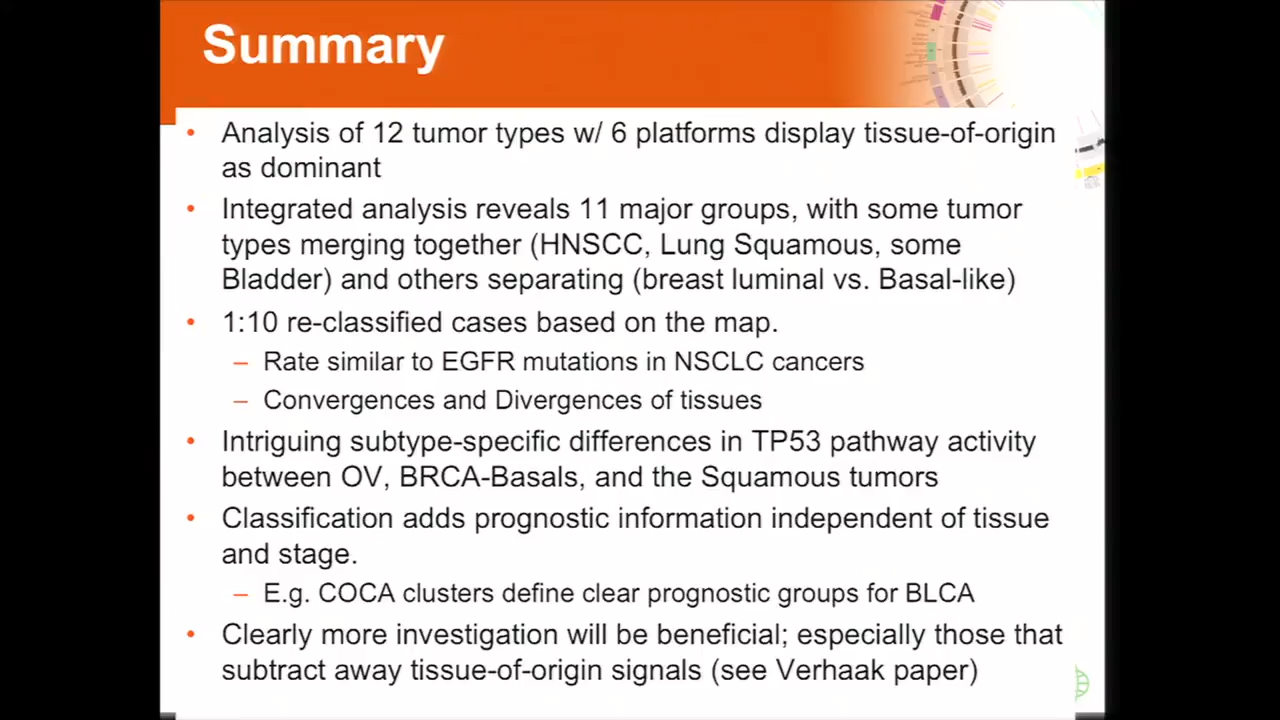 Summary
• Analysis of 12 tumor types w/ 6 platforms display tissue-of-origin
as dominant
• Integrated analysis reveals 11 major groups, with some tumor
types merging together (HNSCC, Lung Squamous, some
Bladder) and others separating (breast luminal vs. Basal-like)
• 1:10 re-classified cases based on the map.
– Rate similar to EGFR mutations in NSCLC cancers
– Convergences and Divergences of tissues
• Intriguing subtype-specific differences in TP53 pathway activity
between OV, BRCA-Basals, and the Squamous tumors
• Classification adds prognostic information independent of tissue
and stage.
– E.g. COCA clusters define clear prognostic groups for BLCA
• Clearly more investigation will be beneficial; especially those that
subtract away tissue-of-origin signals (see Verhaak paper)